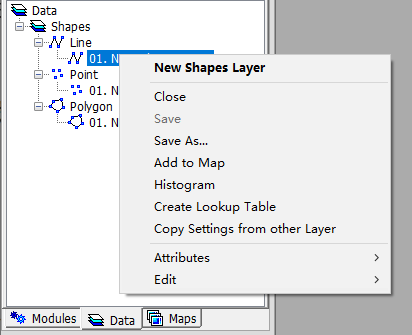 Data
Shapes
Line
01. N
New Shapes Layer
Point
01. N
Close
Save
Polygon
01. N
Save As...
Add to Map
Histogram
Create Lookup Table
Copy Settings from other Layer
Attributes
Edit
Modules
Data
Maps